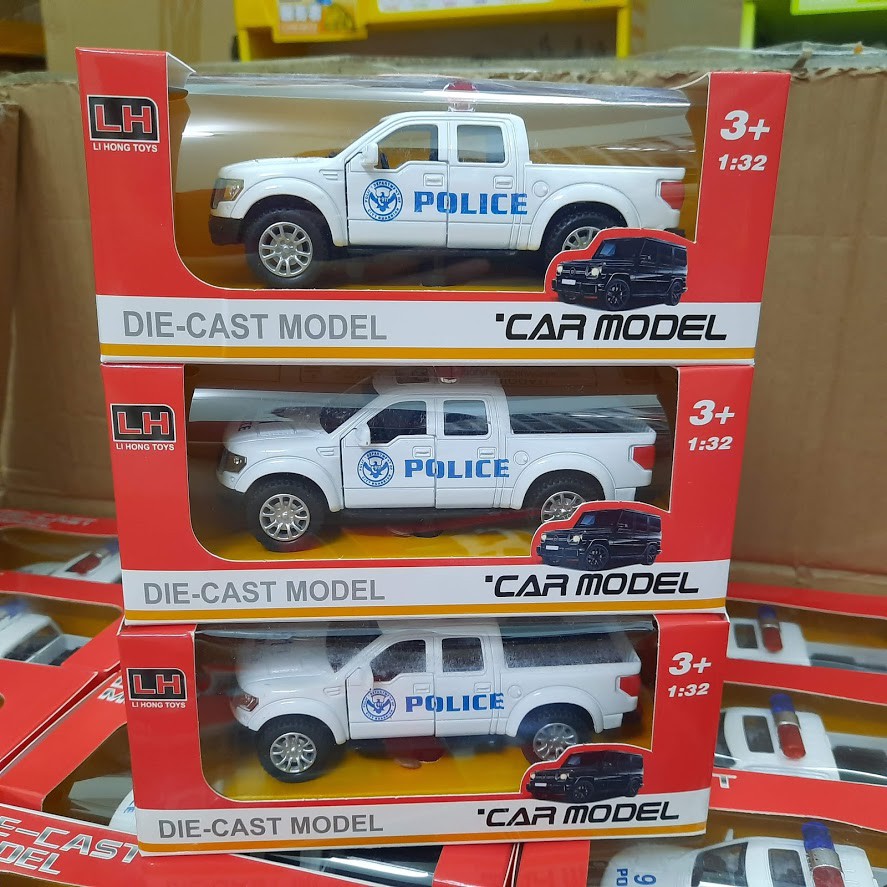 LH
LI HONG TOYS
3+
1:32
POLICE
DIE-CAST MODEL
CAR MODEL
LH
LI HONG TOYS
3+
1:32
POLICE
DIE-CAST MODEL
CAR MODEL
LH
LI HONG TOYS
3+
1:32
POLICE
DIE-CAST MODEL
CAR MODEL
E-CAST
DEL